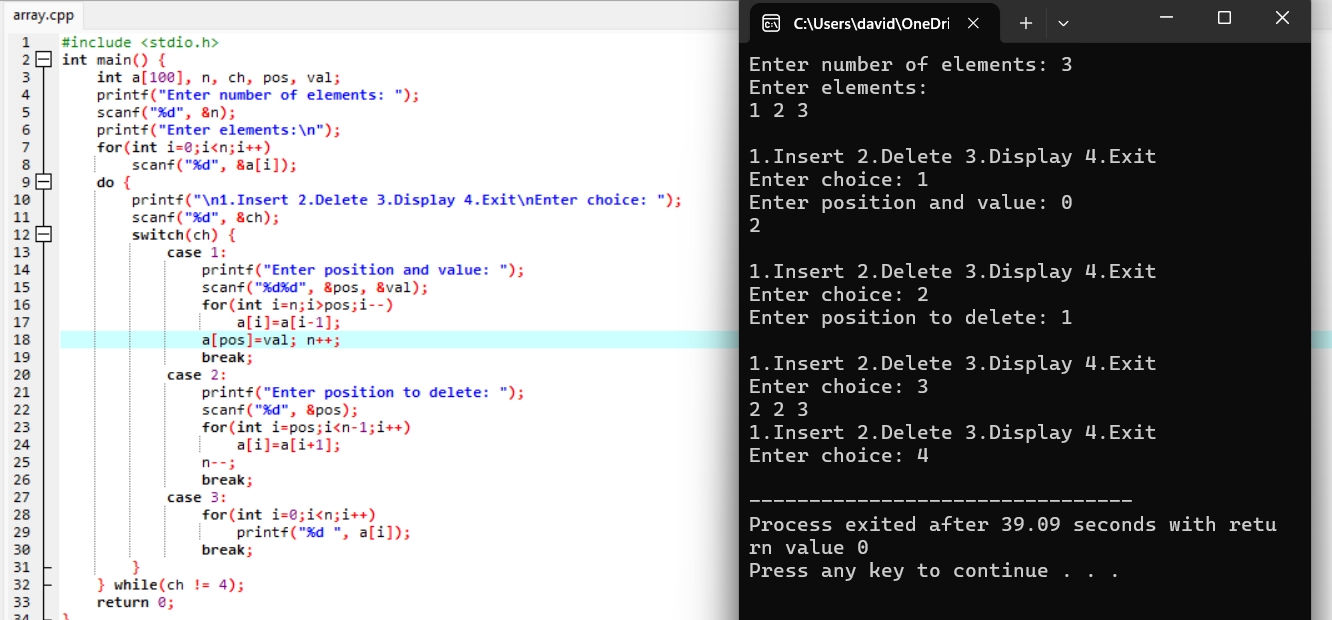 array.cpp
1 #include <stdio.h>
2 int main() {
3 int a[100], n, ch, pos, val;
4 printf("Enter number of elements: ");
5 scanf("%d", &n);
6 printf("Enter elements:\n");
7 for(int i=0;i<n;i++)
8 scanf("%d", &a[i]);
9 do {
10 printf("\n1.Insert 2.Delete 3.Display 4.Exit\nEnter choice: ");
11 scanf("%d", &ch);
12 switch(ch) {
13 case 1:
14 printf("Enter position and value: ");
15 scanf("%d%d", &pos, &val);
16 for(int i=n;i>pos;i--)
17 a[i]=a[i-1];
18 a[pos]=val; n++;
19 break;
20 case 2:
21 printf("Enter position to delete: ");
22 scanf("%d", &pos);
23 for(int i=pos;i<n-1;i++)
24 a[i]=a[i+1];
25 n--;
26 break;
27 case 3:
28 for(int i=0;i<n;i++)
29 printf("%d ", a[i]);
30 break;
31 }
32 } while(ch != 4);
33 return 0;
34 }
C:\Users\david\OneDri
Enter number of elements: 3
Enter elements:
1 2 3
1.Insert 2.Delete 3.Display 4.Exit
Enter choice: 1
Enter position and value: 0
2
1.Insert 2.Delete 3.Display 4.Exit
Enter choice: 2
Enter position to delete: 1
1.Insert 2.Delete 3.Display 4.Exit
Enter choice: 3
2 2 3
1.Insert 2.Delete 3.Display 4.Exit
Enter choice: 4
--------------------------------
Process exited after 39.09 seconds with retu
rn value 0
Press any key to continue . . .